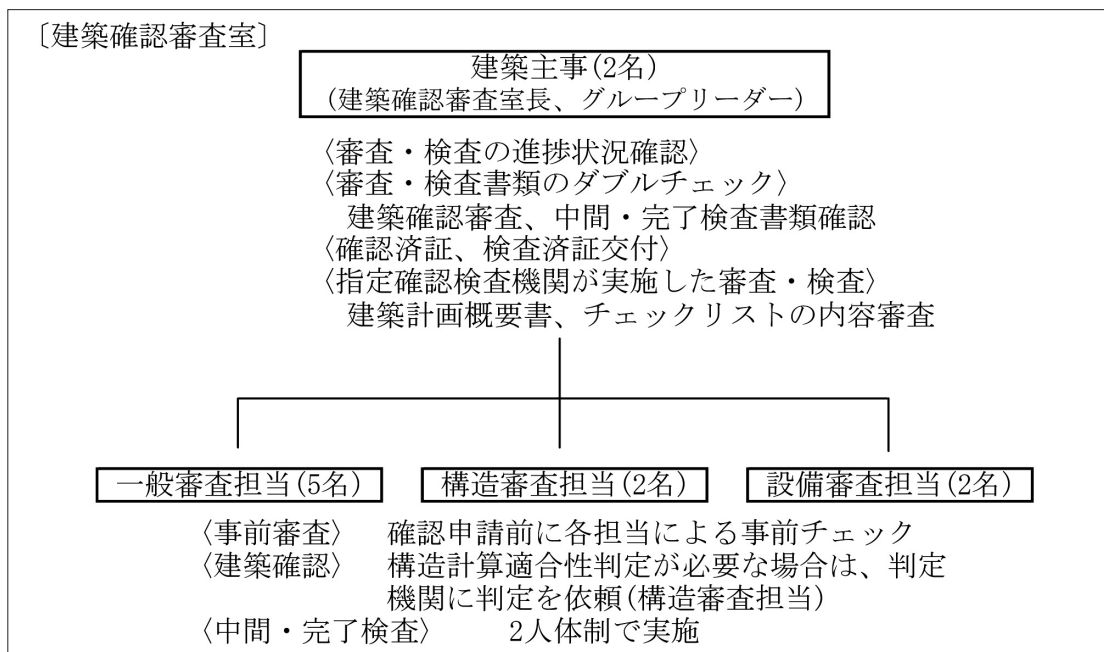 〔建築確認審査室〕
建築主事(2名)
(建築確認審査室長、グループリーダー)
〈審査・検査の進捗状況確認〉
〈審査・検査書類のダブルチェック〉
建築確認審査、中間・完了検査書類確認
〈確認済証、検査済証交付〉
〈指定確認検査機関が実施した審査・検査〉
建築計画概要書、チェックリストの内容審査
一般審査担当(5名) 構造審査担当(2名) 設備審査担当(2名)
〈事前審査〉 確認申請前に各担当による事前チェック
〈建築確認〉 構造計算適合性判定が必要な場合は、判定
機関に判定を依頼(構造審査担当)
〈中間・完了検査〉 2人体制で実施